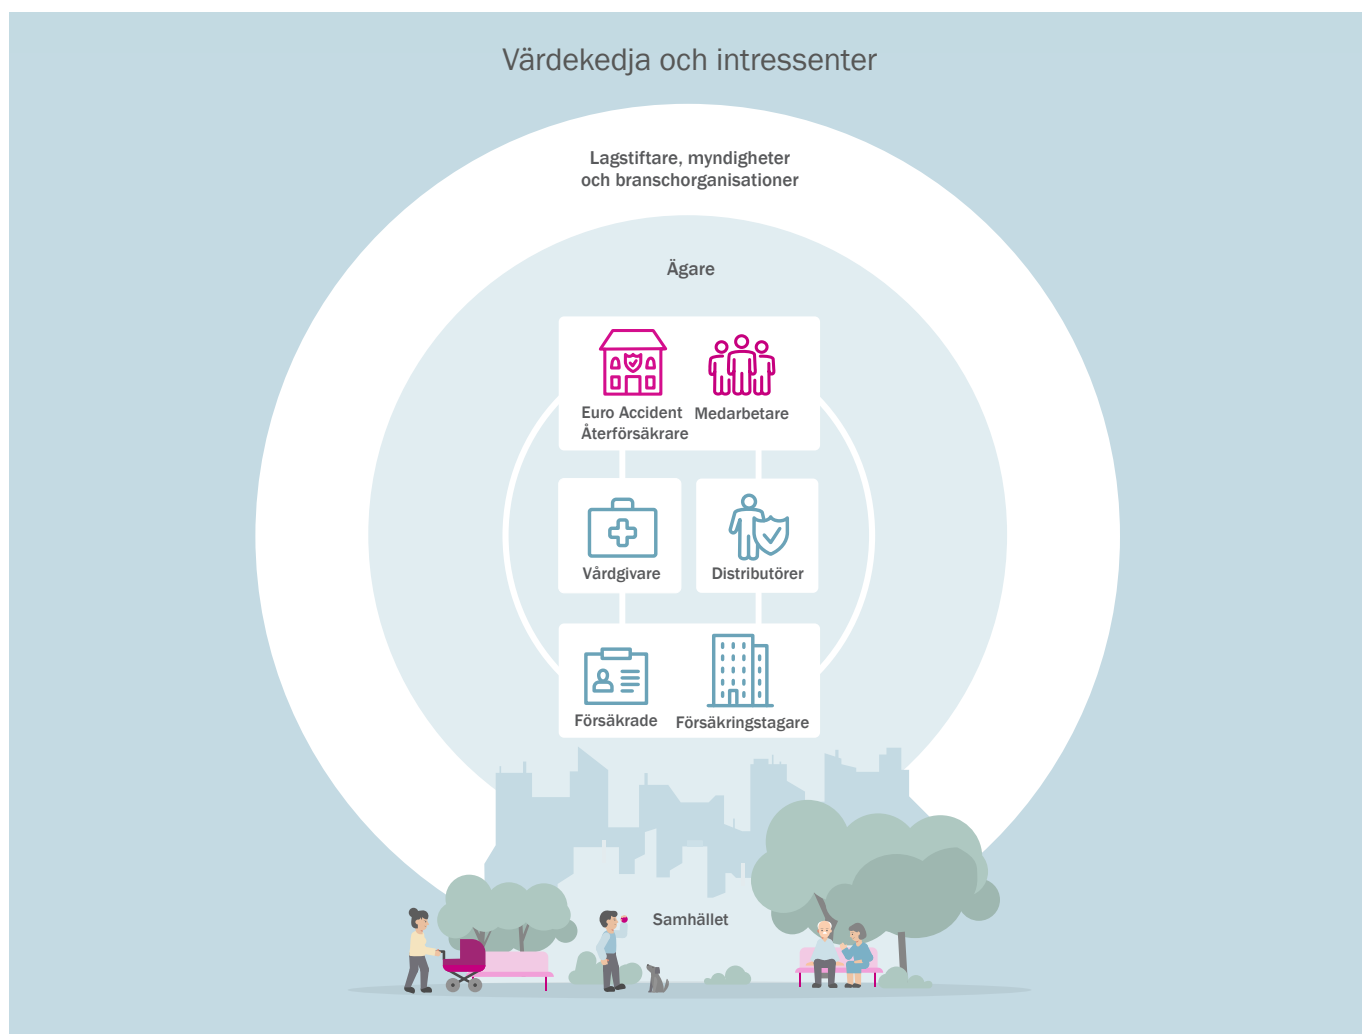 Värdekedja och intressenter
Lagstiftare, myndigheter
och branschorganisationer
Ägare
Euro Accident
Återförsäkrare
Medarbetare
Vårdgivare
Distributörer
Försäkrade
Försäkringstagare
Samhället